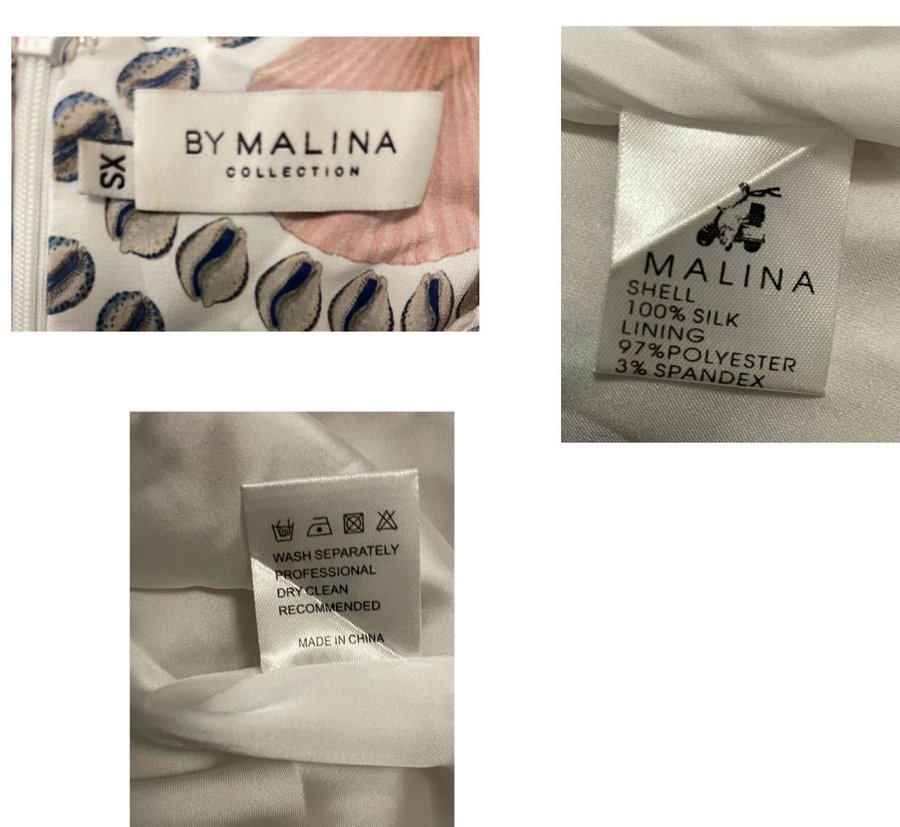 BY MALINA
COLLECTION
XS
MALINA
SHELL
100% SILK
LINING
97%POLYESTER
3% SPANDEX
WASH SEPARATELY
PROFESSIONAL
DRY CLEAN
RECOMMENDED
MADE IN CHINA